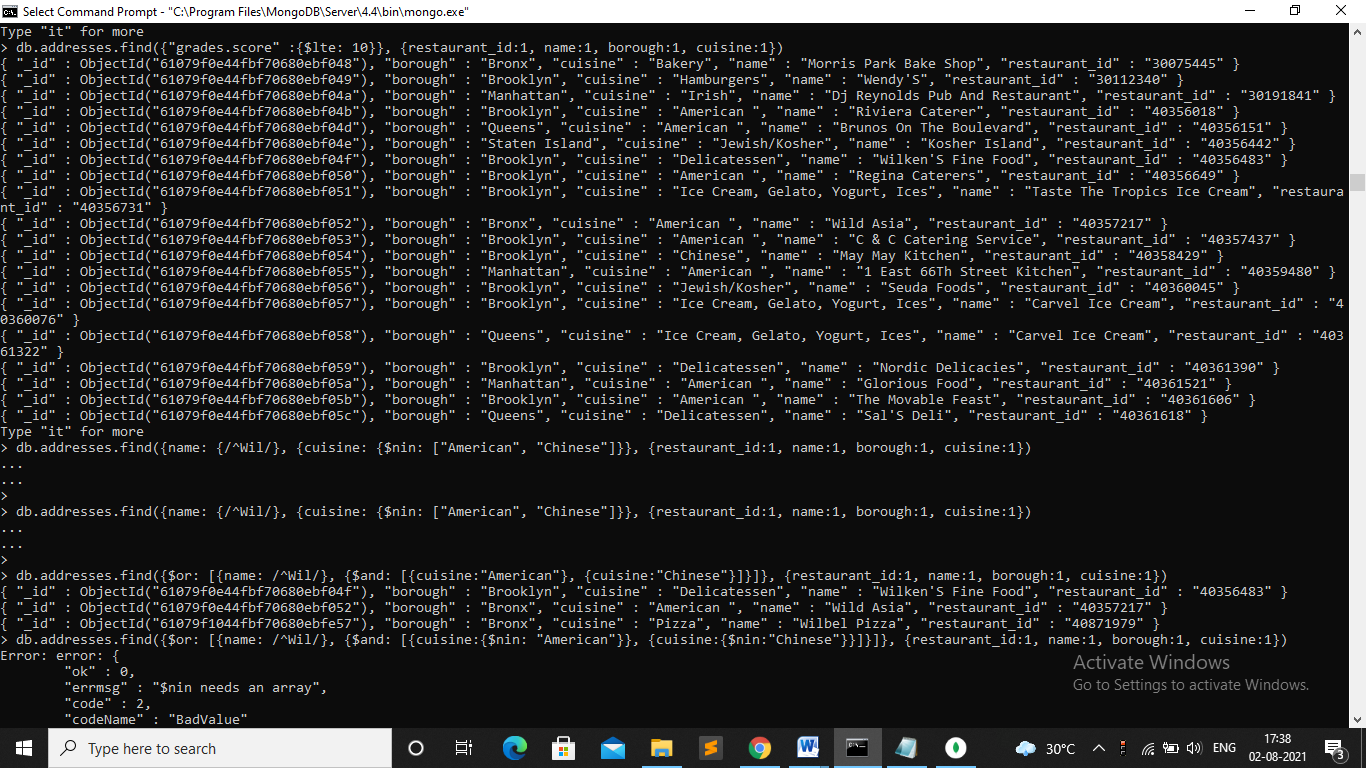 Select Command Prompt - "C:\Program Files\MongoDB\Server\4.4\bin\mongo.exe"
Type "it" for more
> db.addresses.find({"grades.score" :{$lte: 10}}, {restaurant_id:1, name:1, borough:1, cuisine:1})
{ "_id" : ObjectId("61079f0e44fbf70680ebf048"), "borough" : "Bronx", "cuisine" : "Bakery", "name" : "Morris Park Bake Shop", "restaurant_id" : "30075445" }
{ "_id" : ObjectId("61079f0e44fbf70680ebf049"), "borough" : "Brooklyn", "cuisine" : "Hamburgers", "name" : "Wendy'S", "restaurant_id" : "30112340" }
{ "_id" : ObjectId("61079f0e44fbf70680ebf04a"), "borough" : "Manhattan", "cuisine" : "Irish", "name" : "Dj Reynolds Pub And Restaurant", "restaurant_id" : "30191841" }
{ "_id" : ObjectId("61079f0e44fbf70680ebf04b"), "borough" : "Brooklyn", "cuisine" : "American ", "name" : "Riviera Caterer", "restaurant_id" : "40356018" }
{ "_id" : ObjectId("61079f0e44fbf70680ebf04d"), "borough" : "Queens", "cuisine" : "American ", "name" : "Brunos On The Boulevard", "restaurant_id" : "40356151" }
{ "_id" : ObjectId("61079f0e44fbf70680ebf04e"), "borough" : "Staten Island", "cuisine" : "Jewish/Kosher", "name" : "Kosher Island", "restaurant_id" : "40356442" }
{ "_id" : ObjectId("61079f0e44fbf70680ebf04f"), "borough" : "Brooklyn", "cuisine" : "Delicatessen", "name" : "Wilken'S Fine Food", "restaurant_id" : "40356483" }
{ "_id" : ObjectId("61079f0e44fbf70680ebf050"), "borough" : "Brooklyn", "cuisine" : "American ", "name" : "Regina Caterers", "restaurant_id" : "40356649" }
{ "_id" : ObjectId("61079f0e44fbf70680ebf051"), "borough" : "Brooklyn", "cuisine" : "Ice Cream, Gelato, Yogurt, Ices", "name" : "Taste The Tropics Ice Cream", "restaura
nt_id" : "40356731" }
{ "_id" : ObjectId("61079f0e44fbf70680ebf052"), "borough" : "Bronx", "cuisine" : "American ", "name" : "Wild Asia", "restaurant_id" : "40357217" }
{ "_id" : ObjectId("61079f0e44fbf70680ebf053"), "borough" : "Brooklyn", "cuisine" : "American ", "name" : "C & C Catering Service", "restaurant_id" : "40357437" }
{ "_id" : ObjectId("61079f0e44fbf70680ebf054"), "borough" : "Brooklyn", "cuisine" : "Chinese", "name" : "May May Kitchen", "restaurant_id" : "40358429" }
{ "_id" : ObjectId("61079f0e44fbf70680ebf055"), "borough" : "Manhattan", "cuisine" : "American ", "name" : "1 East 66Th Street Kitchen", "restaurant_id" : "40359480" }
{ "_id" : ObjectId("61079f0e44fbf70680ebf056"), "borough" : "Brooklyn", "cuisine" : "Jewish/Kosher", "name" : "Seuda Foods", "restaurant_id" : "40360045" }
{ "_id" : ObjectId("61079f0e44fbf70680ebf057"), "borough" : "Brooklyn", "cuisine" : "Ice Cream, Gelato, Yogurt, Ices", "name" : "Carvel Ice Cream", "restaurant_id" : "4
0360076" }
{ "_id" : ObjectId("61079f0e44fbf70680ebf058"), "borough" : "Queens", "cuisine" : "Ice Cream, Gelato, Yogurt, Ices", "name" : "Carvel Ice Cream", "restaurant_id" : "403
61322" }
{ "_id" : ObjectId("61079f0e44fbf70680ebf059"), "borough" : "Brooklyn", "cuisine" : "Delicatessen", "name" : "Nordic Delicacies", "restaurant_id" : "40361390" }
{ "_id" : ObjectId("61079f0e44fbf70680ebf05a"), "borough" : "Manhattan", "cuisine" : "American ", "name" : "Glorious Food", "restaurant_id" : "40361521" }
{ "_id" : ObjectId("61079f0e44fbf70680ebf05b"), "borough" : "Brooklyn", "cuisine" : "American ", "name" : "The Movable Feast", "restaurant_id" : "40361606" }
{ "_id" : ObjectId("61079f0e44fbf70680ebf05c"), "borough" : "Queens", "cuisine" : "Delicatessen", "name" : "Sal'S Deli", "restaurant_id" : "40361618" }
Type "it" for more
> db.addresses.find({name: {/^Wil/}, {cuisine: {$nin: ["American", "Chinese"]}}, {restaurant_id:1, name:1, borough:1, cuisine:1})
...
...
>
> db.addresses.find({name: {/^Wil/}, {cuisine: {$nin: ["American", "Chinese"]}}, {restaurant_id:1, name:1, borough:1, cuisine:1})
...
...
>
> db.addresses.find({$or: [{name: /^Wil/}, {$and: [{cuisine:"American"}, {cuisine:"Chinese"}]}]}, {restaurant_id:1, name:1, borough:1, cuisine:1})
{ "_id" : ObjectId("61079f0e44fbf70680ebf04f"), "borough" : "Brooklyn", "cuisine" : "Delicatessen", "name" : "Wilken'S Fine Food", "restaurant_id" : "40356483" }
{ "_id" : ObjectId("61079f0e44fbf70680ebf052"), "borough" : "Bronx", "cuisine" : "American ", "name" : "Wild Asia", "restaurant_id" : "40357217" }
{ "_id" : ObjectId("61079f1044fbf70680ebfe57"), "borough" : "Bronx", "cuisine" : "Pizza", "name" : "Wilbel Pizza", "restaurant_id" : "40871979" }
> db.addresses.find({$or: [{name: /^Wil/}, {$and: [{cuisine:{$nin: "American"}}, {cuisine:{$nin:"Chinese"}}]}]}, {restaurant_id:1, name:1, borough:1, cuisine:1})
Error: error: {
"ok" : 0,
"errmsg" : "$nin needs an array",
"code" : 2,
"codeName" : "BadValue"
Activate Windows
Go to Settings to activate Windows.
Type here to search
30°C
ENG
17:38
02-08-2021
3